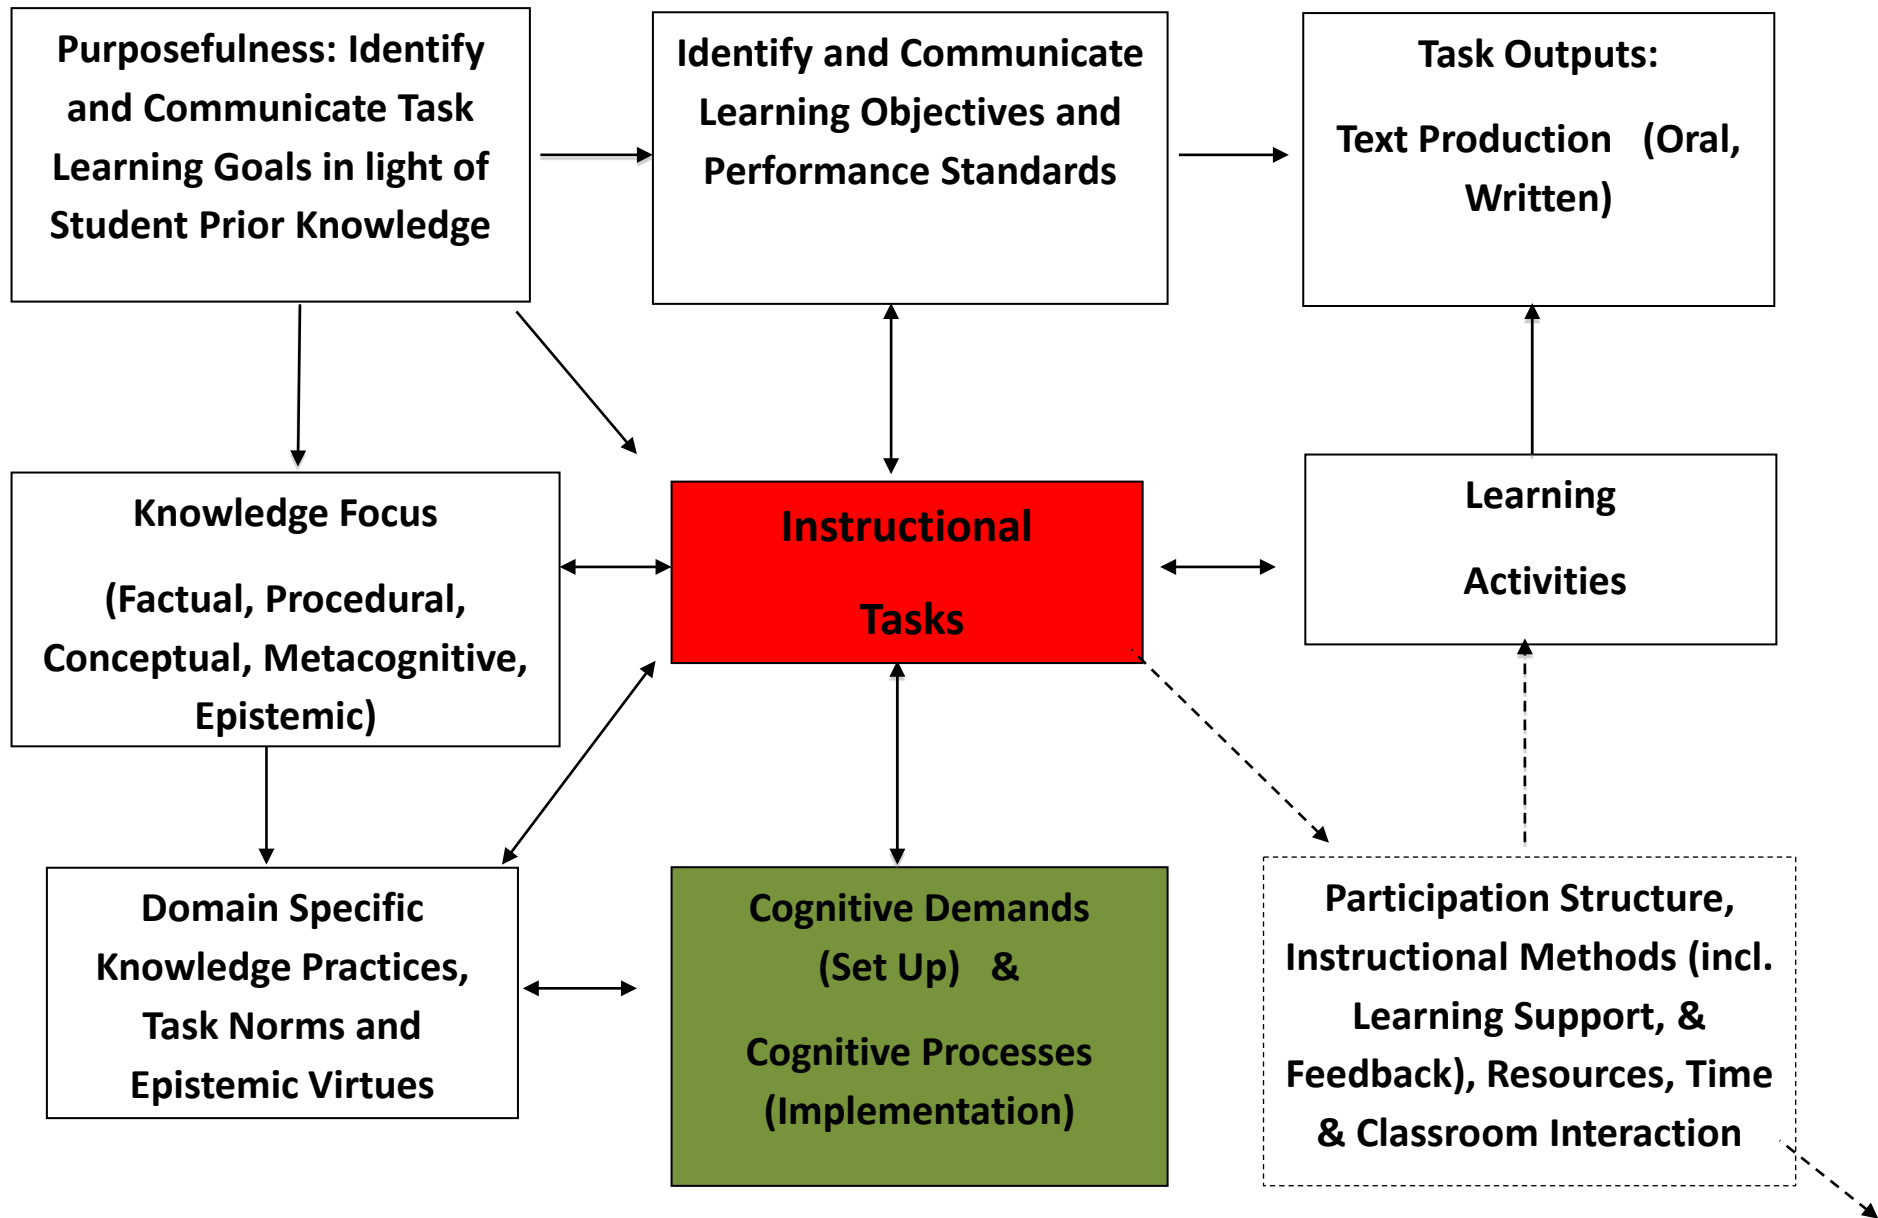 Purposefulness: Identify
and Communicate Task
Learning Goals in light of
Student Prior Knowledge
Identify and Communicate
Learning Objectives and
Performance Standards
Task Outputs:
Text Production (Oral,
Written)
Knowledge Focus
(Factual, Procedural,
Conceptual, Metacognitive,
Epistemic)
Instructional
Tasks
Learning
Activities
Domain Specific
Knowledge Practices,
Task Norms and
Epistemic Virtues
Cognitive Demands
(Set Up) &
Cognitive Processes
(Implementation)
Participation Structure,
Instructional Methods (incl.
Learning Support, &
Feedback), Resources, Time
& Classroom Interaction